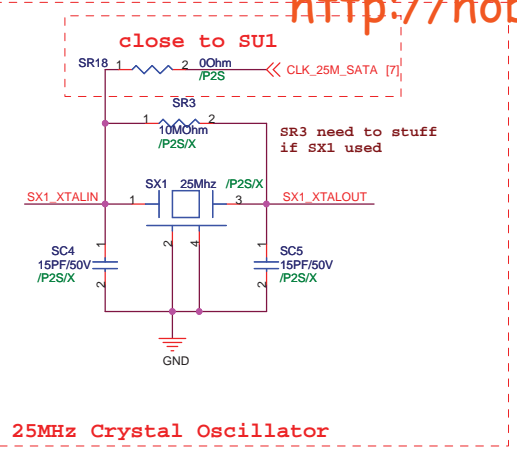 http://hob
close to SU1
SR18 1 2 0Ohm
/P2S
CLK_25M_SATA [7]
SR3
1 2
10MOhm
/P2S/X
SR3 need to stuff
if SX1 used
SX1 25Mhz /P2S/X
SX1_XTALIN 1 3 SX1_XTALOUT
2 4
SC4
1
15PF/50V
/P2S/X
2
SC5
1
15PF/50V
/P2S/X
2
GND
25MHz Crystal Oscillator